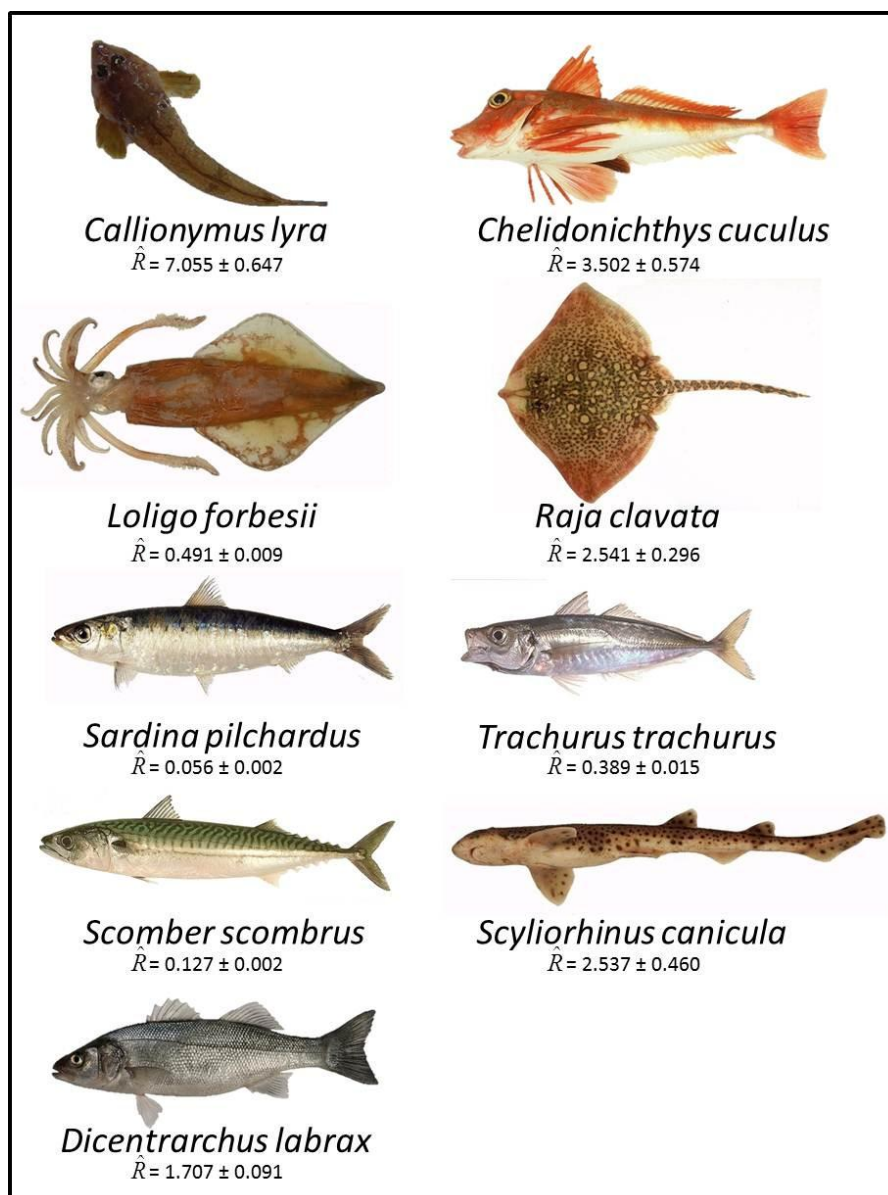 Callionymus lyra
R̂ = 7.055 ± 0.647
Chelidonichthys cuculus
R̂ = 3.502 ± 0.574
Loligo forbesii
R̂ = 0.491 ± 0.009
Raja clavata
R̂ = 2.541 ± 0.296
Sardina pilchardus
R̂ = 0.056 ± 0.002
Trachurus trachurus
R̂ = 0.389 ± 0.015
Scomber scombrus
R̂ = 0.127 ± 0.002
Scyliorhinus canicula
R̂ = 2.537 ± 0.460
Dicentrarchus labrax
R̂ = 1.707 ± 0.091